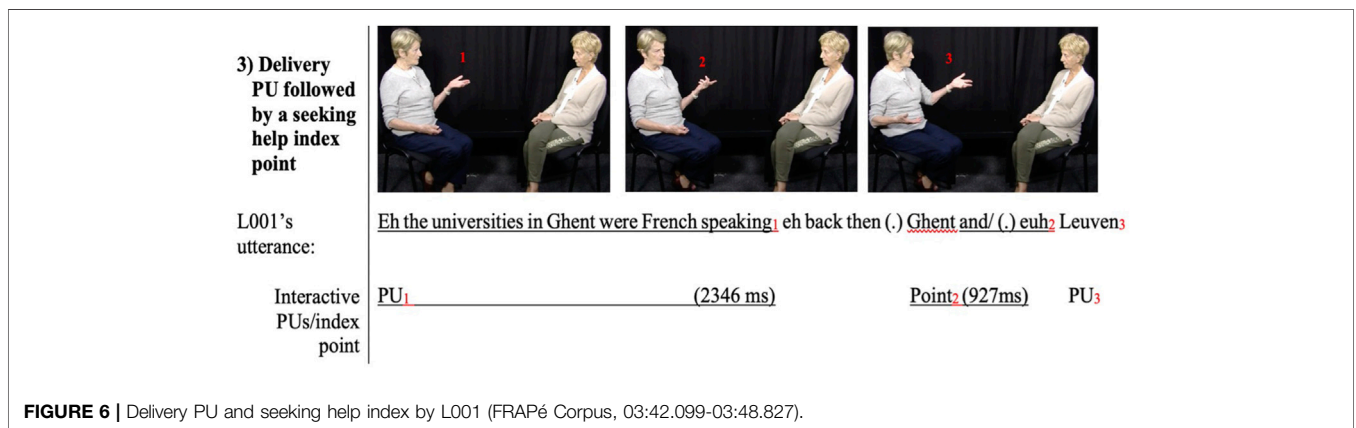 3) Delivery
PU followed
by a seeking
help index
point
1
2
3
L001's
utterance:
Eh the universities in Ghent were French speaking1 eh back then (.) Ghent and/ (.) euh2 Leuven3
Interactive
PUs/index
point
PU1 (2346 ms) Point2 (927ms) PU3
FIGURE 6 | Delivery PU and seeking help index by L001 (FRAPé Corpus, 03:42.099-03:48.827).